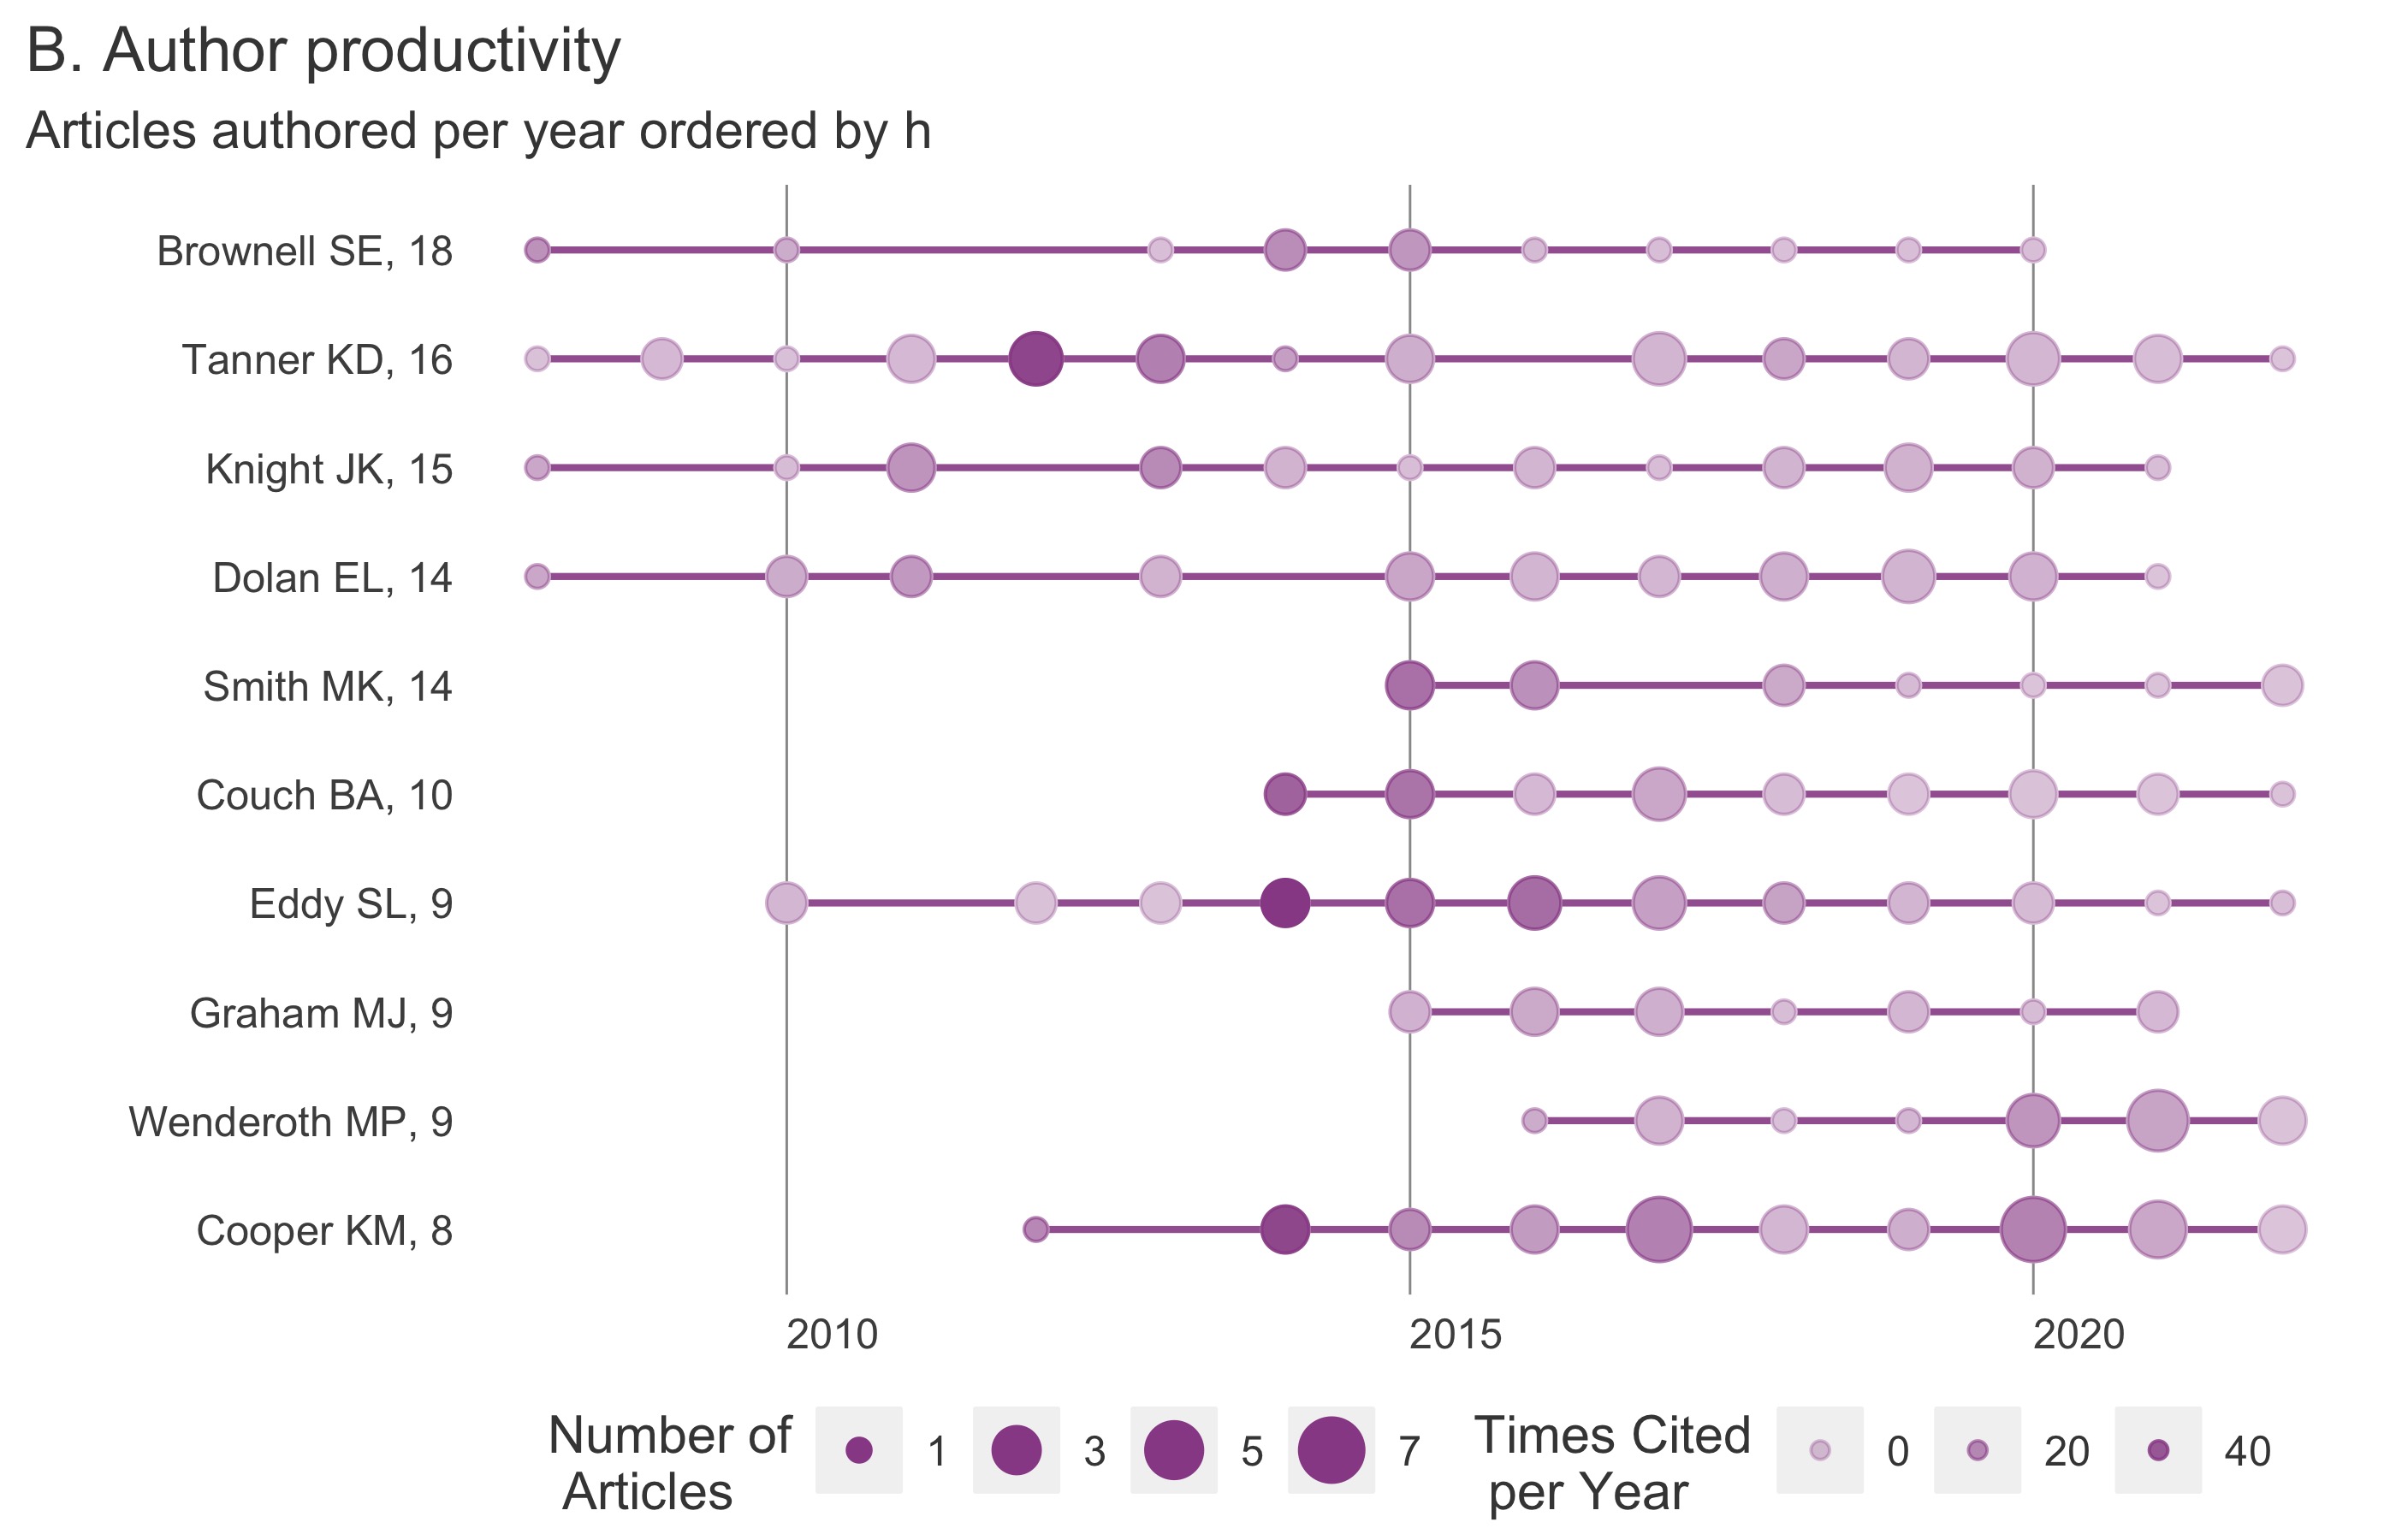 B. Author productivity
Articles authored per year ordered by h
Brownell SE, 18
Tanner KD, 16
Knight JK, 15
Dolan EL, 14
Smith MK, 14
Couch BA, 10
Eddy SL, 9
Graham MJ, 9
Wenderoth MP, 9
Cooper KM, 8
2010 2015 2020
Number of
Articles
1 3 5 7
Times Cited
per Year
0 20 40